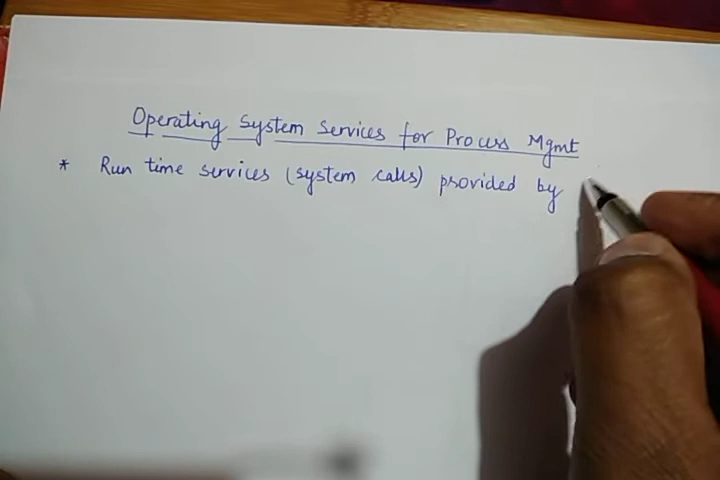 Operating System Services for Process Mgmt
* Run time services (system calls) provided by